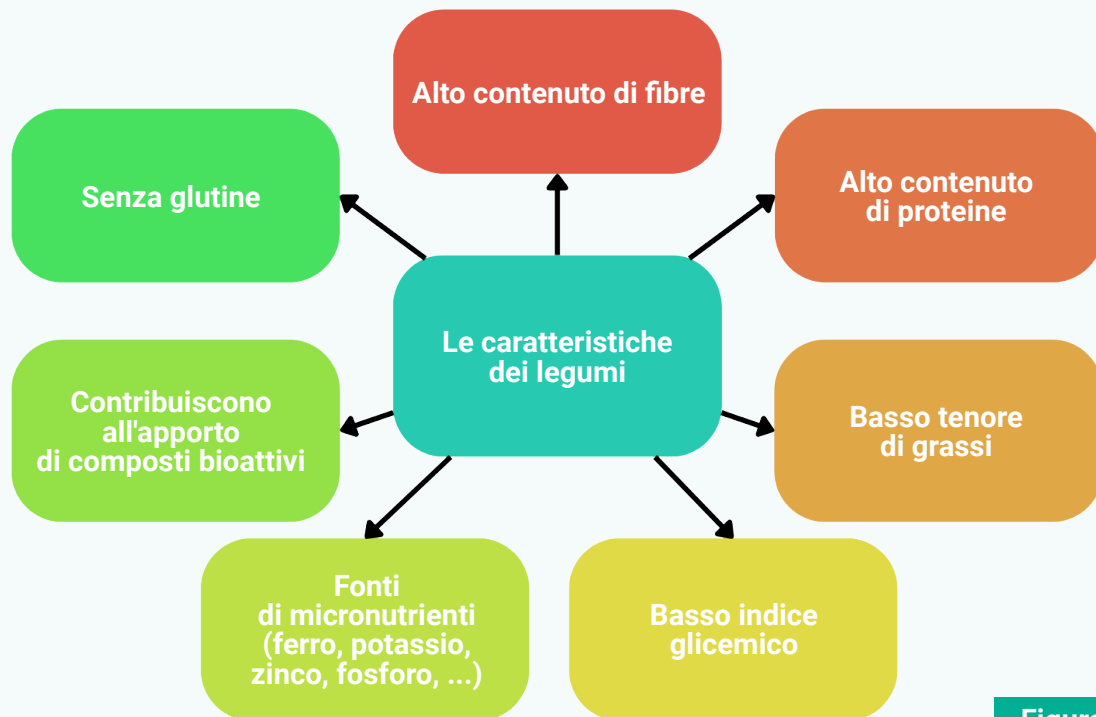 Alto contenuto di fibre
Senza glutine
Alto contenuto
di proteine
Le caratteristiche
dei legumi
Contribuiscono
all'apporto
di composti bioattivi
Basso tenore
di grassi
Fonti
di micronutrienti
(ferro, potassio,
zinco, fosforo, ...)
Basso indice
glicemico